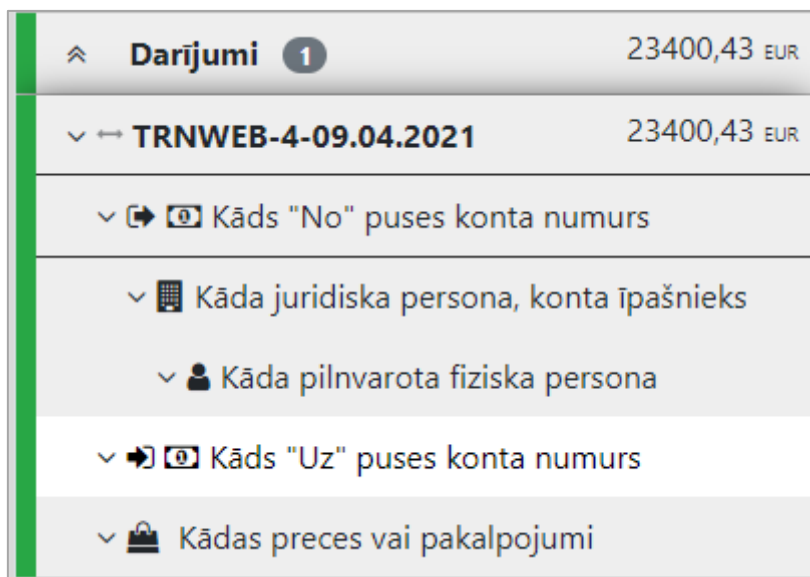 Darījumi 1 23400,43 EUR
TRNWEB-4-09.04.2021 23400,43 EUR
Kāds "No" puses konta numurs
Kāda juridiska persona, konta īpašnieks
Kāda pilnvarota fiziska persona
Kāds "Uz" puses konta numurs
Kādas preces vai pakalpojumi